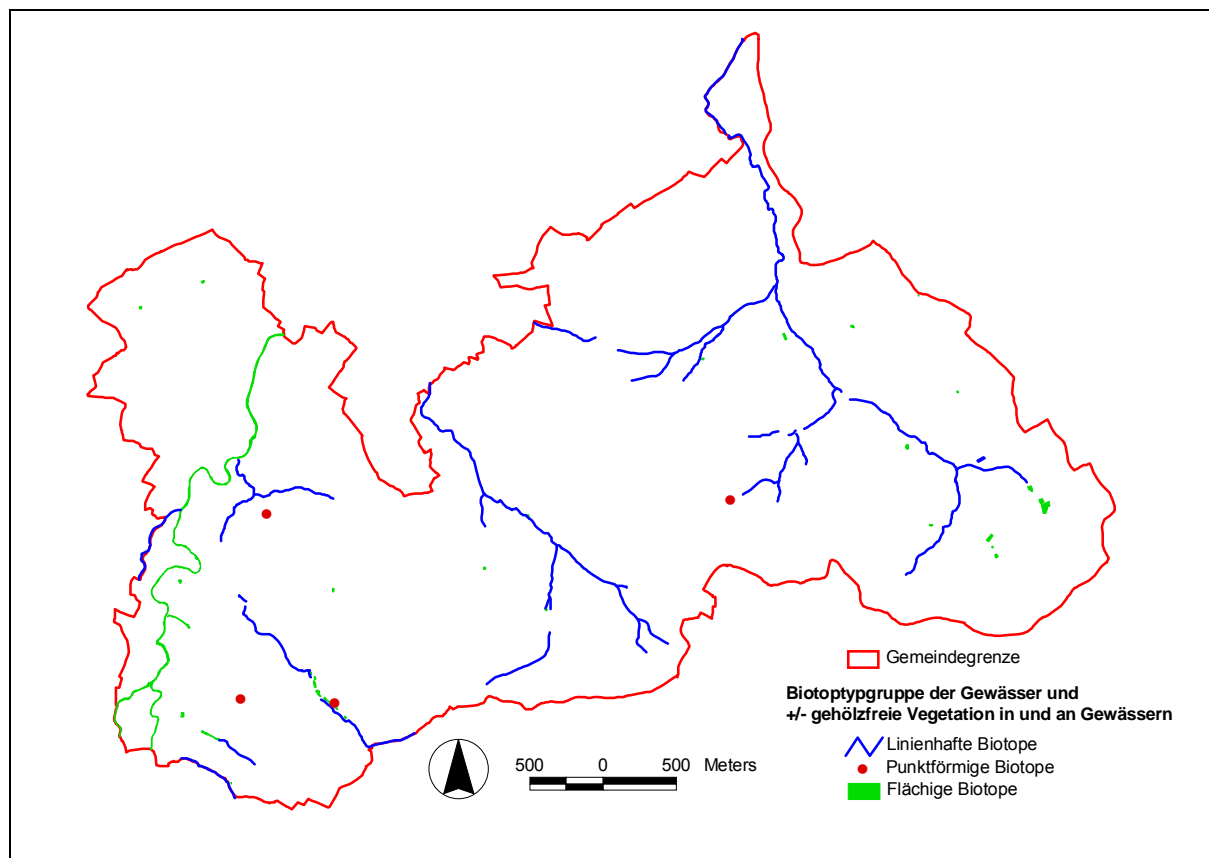 Gemeindegrenze
Biotoptypgruppe der Gewässer und
+/- gehölzfreie Vegetation in und an Gewässern
Linienhafte Biotope
Punktförmige Biotope
Flächige Biotope
500 0 500 Meters